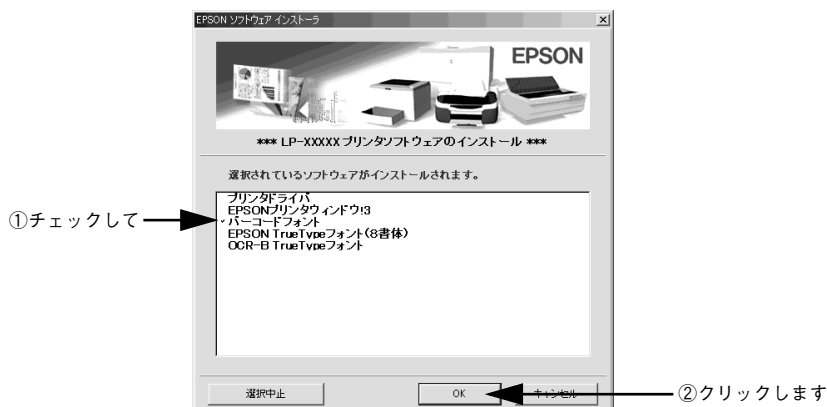 EPSON ソフトウェア インストーラ
EPSON
*** LP-XXXXX プリンタソフトウェアのインストール ***
選択されているソフトウェアがインストールされます。
プリンタドライバ
EPSONプリンタウィンドウ!3
バーコードフォント
EPSON TrueTypeフォント(8書体)
OCR-B TrueTypeフォント
①チェックして
選択中止
OK
キャンセル
②クリックします